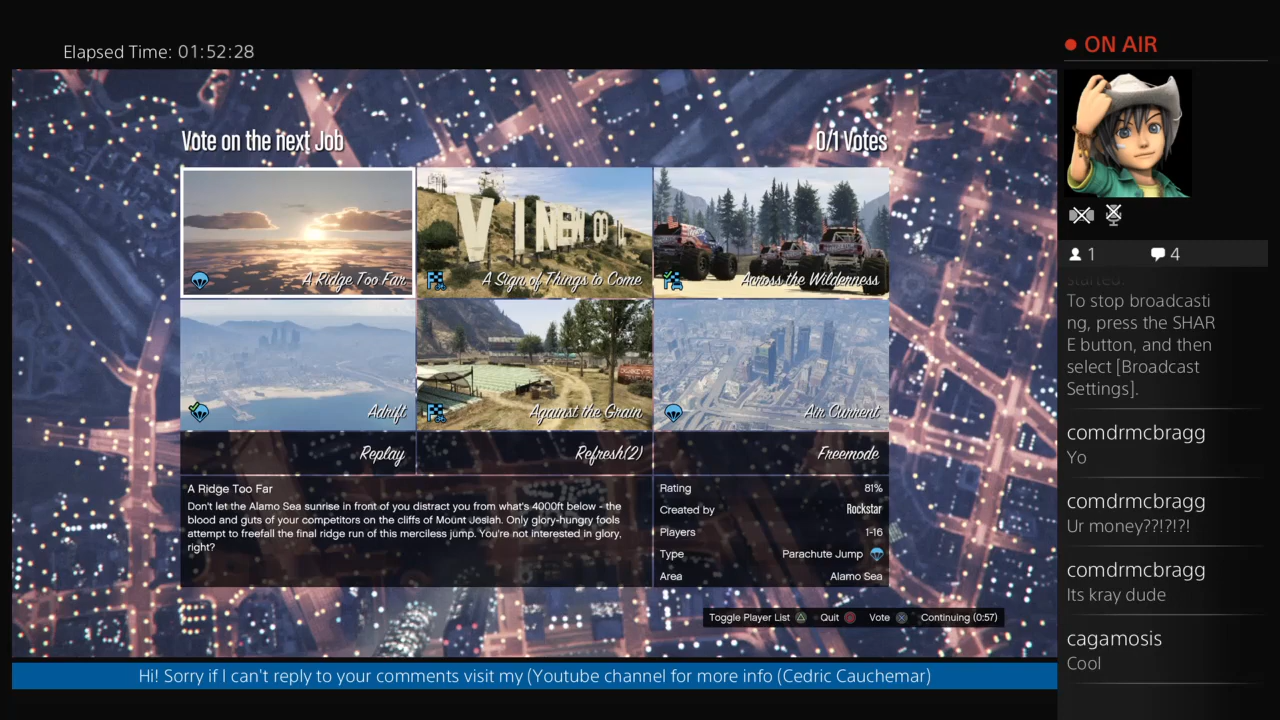 Elapsed Time: 01:52:28
ON AIR
Vote on the next Job
0/1 Votes
A Ridge Too Far
A Sign of Things to Come
Across the Wilderness
Adrift
Against the Grain
Air Current
Replay
Refresh(2)
Freemode
A Ridge Too Far
Don't let the Alamo Sea sunrise in front of you distract you from what's 4000ft below - the
blood and guts of your competitors on the cliffs of Mount Josiah. Only glory-hungry fools
attempt to freefall the final ridge run of this merciless jump. You're not interested in glory,
right?
Rating 81%
Created by Rockstar
Players 1-16
Type Parachute Jump
Area Alamo Sea
Toggle Player List Quit Vote Continuing (0:57)
Hi! Sorry if I can't reply to your comments visit my (Youtube channel for more info (Cedric Cauchemar)
1 4
started.
To stop broadcasti
ng, press the SHAR
E button, and then
select [Broadcast
Settings].
comdrmcbragg
Yo
comdrmcbragg
Ur money??!?!?!
comdrmcbragg
Its kray dude
cagamosis
Cool